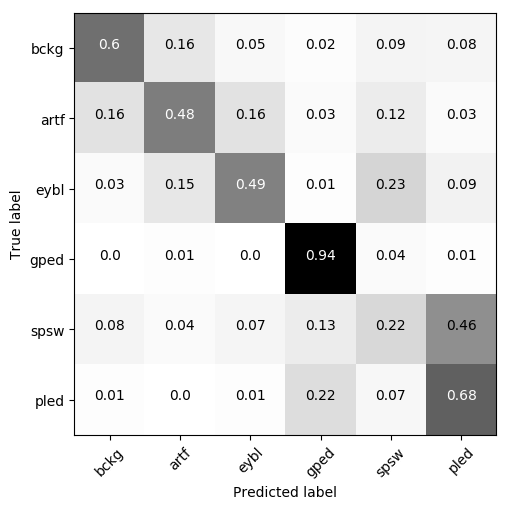 bckg 0.6 0.16 0.05 0.02 0.09 0.08
artf 0.16 0.48 0.16 0.03 0.12 0.03
eybl 0.03 0.15 0.49 0.01 0.23 0.09
gped 0.0 0.01 0.0 0.94 0.04 0.01
spsw 0.08 0.04 0.07 0.13 0.22 0.46
pled 0.01 0.0 0.01 0.22 0.07 0.68
True label
bckg artf eybl gped spsw pled
Predicted label